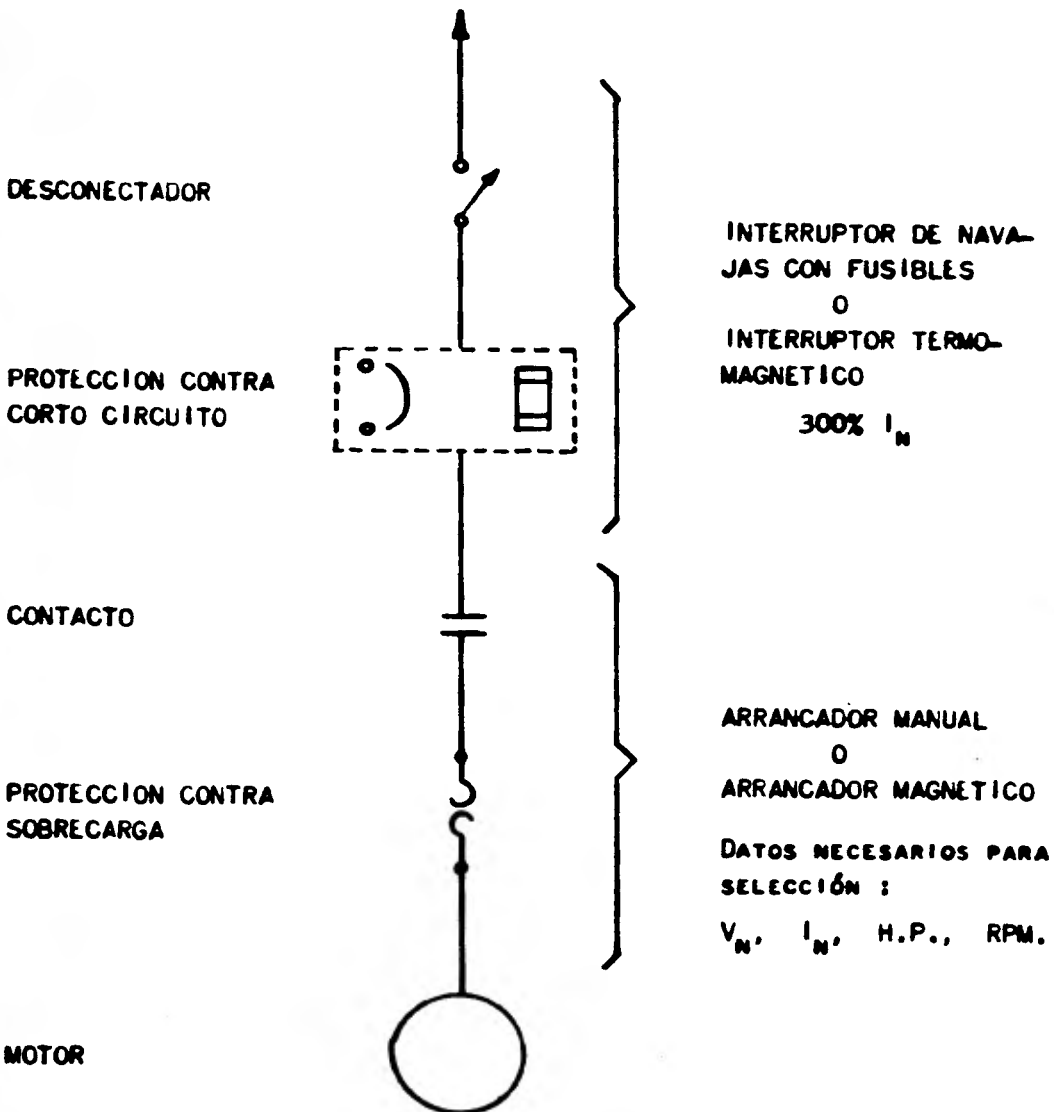 DESCONECTADOR
PROTECCION CONTRA
CORTO CIRCUITO
CONTACTO
PROTECCION CONTRA
SOBRECARGA
MOTOR
INTERRUPTOR DE NAVA-
JAS CON FUSIBLES
O
INTERRUPTOR TERMO-
MAGNETICO
300% I_N
ARRANCADOR MANUAL
O
ARRANCADOR MAGNETICO
DATOS NECESARIOS PARA
SELECCIÓN :
V_N, I_N, H.P., RPM.